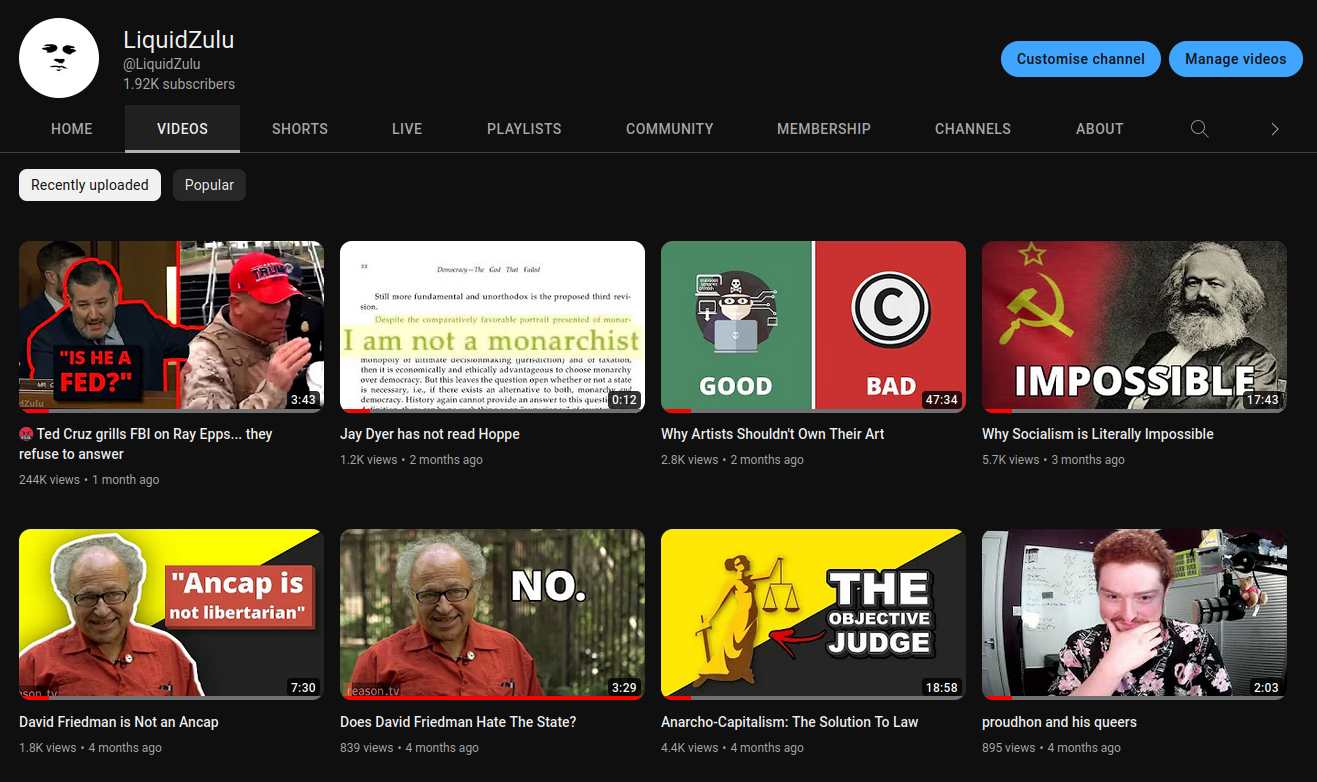 LiquidZulu
@LiquidZulu
1.92K subscribers
Customise channel
Manage videos
HOME
VIDEOS
SHORTS
LIVE
PLAYLISTS
COMMUNITY
MEMBERSHIP
CHANNELS
ABOUT
Recently uploaded
Popular
TRUMP
"IS HE A
FED?"
MR. C
dZulu
3:43
xx
Democracy—The God That Failed
Still more fundamental and unorthodox is the proposed third revi-
sion.
Despite the comparatively favorable portrait presented of monar-
I am not a monarchist
monopoly of ultimate decisionmaking (jurisdiction) and of taxation,
then it is economically and ethically advantageous to choose monarchy
over democracy. But this leaves the question open whether or not a state
is necessary, i.e., if there exists an alternative to both, monarchy and
democracy. History again cannot provide an answer to this question.
0:12
GOOD
C
BAD
47:34
IMPOSSIBLE
17:43
Ted Cruz grills FBI on Ray Epps... they
refuse to answer
244K views • 1 month ago
Jay Dyer has not read Hoppe
1.2K views • 2 months ago
Why Artists Shouldn't Own Their Art
2.8K views • 2 months ago
Why Socialism is Literally Impossible
5.7K views • 3 months ago
"Ancap is
not libertarian"
son.tv
7:30
NO.
reason.tv
3:29
THE
OBJECTIVE
JUDGE
18:58
2:03
David Friedman is Not an Ancap
1.8K views • 4 months ago
Does David Friedman Hate The State?
839 views • 4 months ago
Anarcho-Capitalism: The Solution To Law
4.4K views • 4 months ago
proudhon and his queers
895 views • 4 months ago